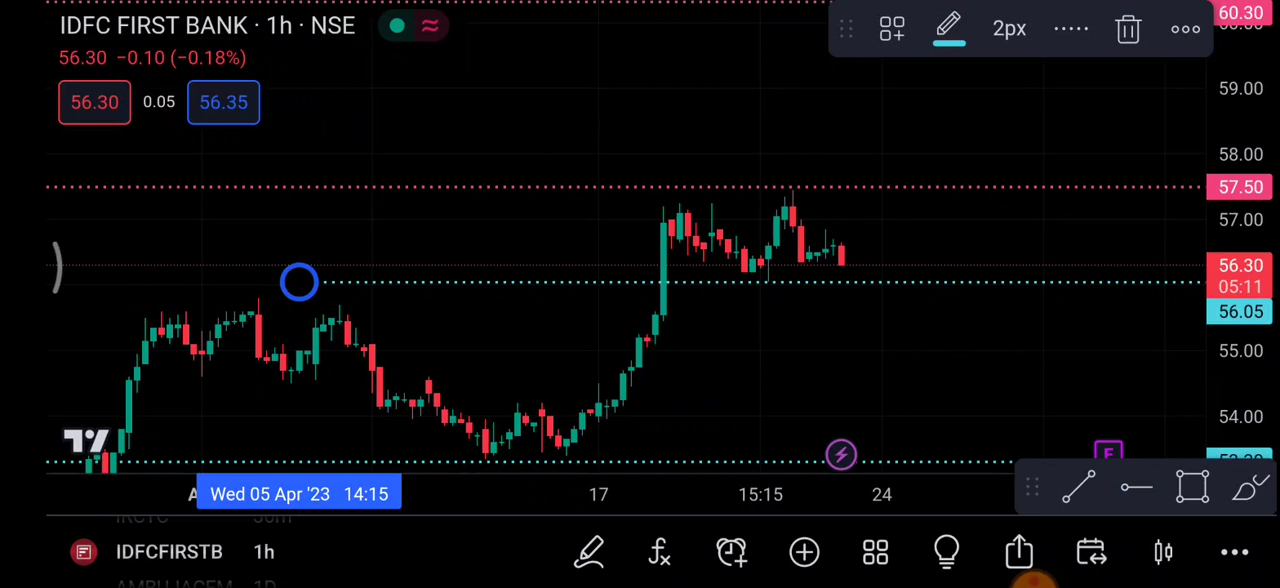 IDFC FIRST BANK · 1h · NSE
2px
60.30
56.30 −0.10 (−0.18%)
56.30 0.05 56.35
59.00
58.00
57.50
57.00
56.30
05:11
56.05
55.00
54.00
E
Wed 05 Apr '23 14:15
17 15:15 24
IDFCFIRSTB 1h